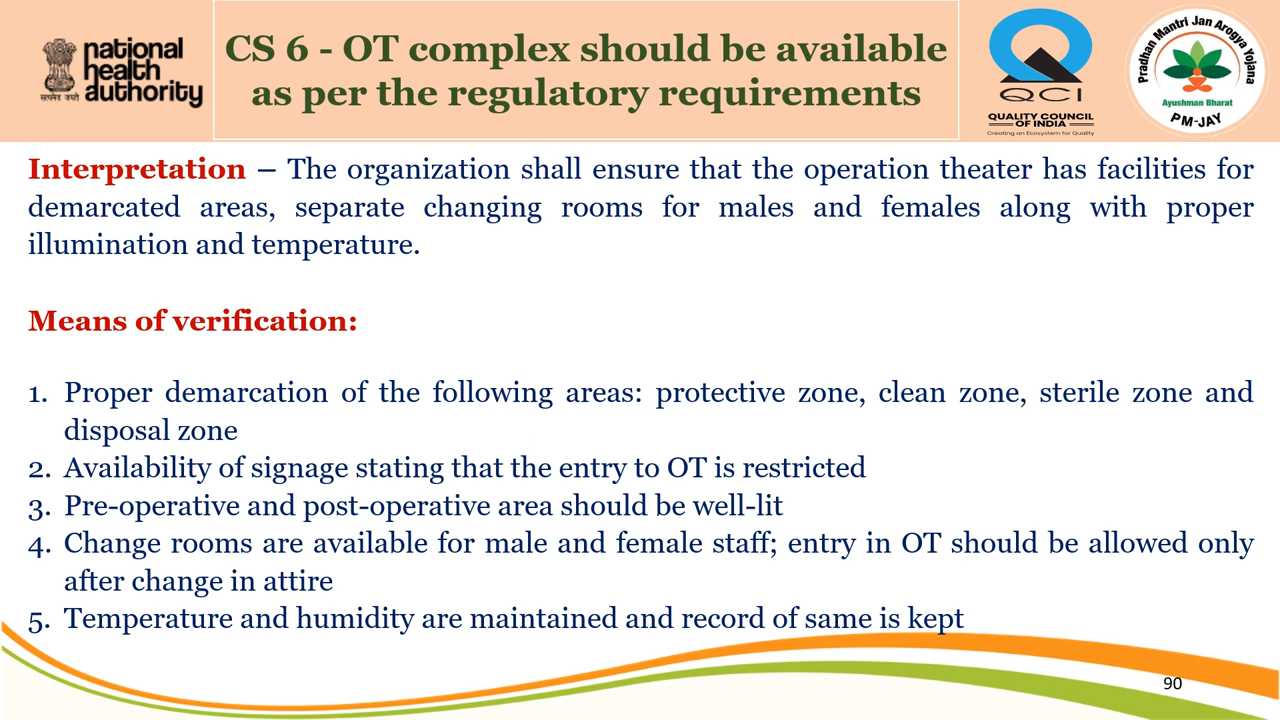 national
health
authority
सत्यमेव जयते
CS 6 - OT complex should be available
as per the regulatory requirements
QCI
QUALITY COUNCIL
OF INDIA
Creating an Ecosystem for Quality
Pradhan Mantri Jan Arogya Yojana
Ayushman Bharat
PM-JAY
Interpretation – The organization shall ensure that the operation theater has facilities for
demarcated areas, separate changing rooms for males and females along with proper
illumination and temperature.
Means of verification:
1. Proper demarcation of the following areas: protective zone, clean zone, sterile zone and
disposal zone
2. Availability of signage stating that the entry to OT is restricted
3. Pre-operative and post-operative area should be well-lit
4. Change rooms are available for male and female staff; entry in OT should be allowed only
after change in attire
5. Temperature and humidity are maintained and record of same is kept
90